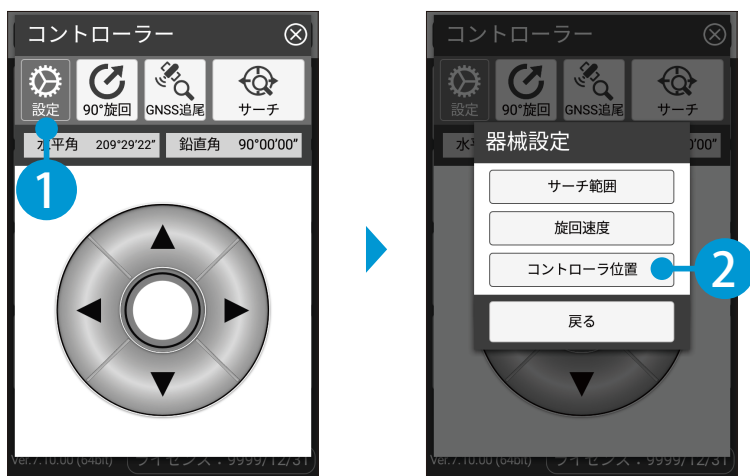 コントローラー
設定 90°旋回 GNSS追尾 サーチ
1
水平角 209°29'22" 鉛直角 90°00'00"
Ver.7.10.00 (64bit) ライセンス：9999/12/31
コントローラー
設定 90°旋回 GNSS追尾 サーチ
水 0'00"
器械設定
サーチ範囲
旋回速度
コントローラ位置
2
戻る
Ver.7.10.00 (64bit) ライセンス：9999/12/31